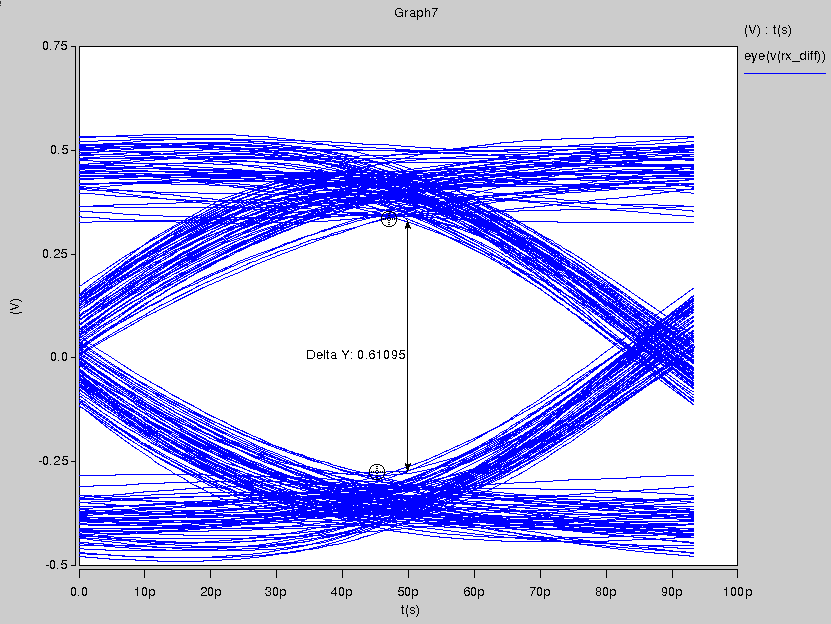 Graph7
(V) : t(s)
eye(v(rx_diff))
0.75
0.5
0.25
(V)
Delta Y: 0.61095
0.0
-0.25
-0.5
0.0 10p 20p 30p 40p 50p 60p 70p 80p 90p 100p
t(s)